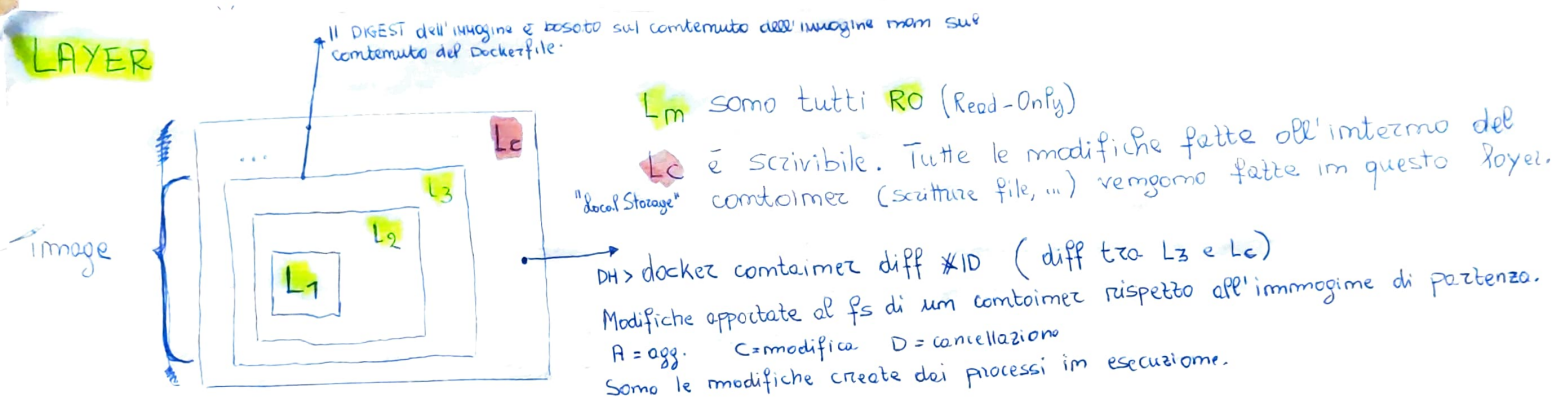 LAYER
Il DIGEST dell'immagine è basato sul contenuto dell'immagine non sul
contenuto del Dockerfile.
Ln sono tutti RO (Read-Only)
Lc è scrivibile. Tutte le modifiche fatte all'interno del
"Local Storage" container (scritture file, ...) vengono fatte in questo layer.
Lc
...
L3
L2
L1
image
DH > docker container diff ID (diff tra L3 e Lc)
Modifiche apportate al fs di un container rispetto all'immagine di partenza.
A = agg. C=modifica D = cancellazione
Sono le modifiche create dai processi in esecuzione.